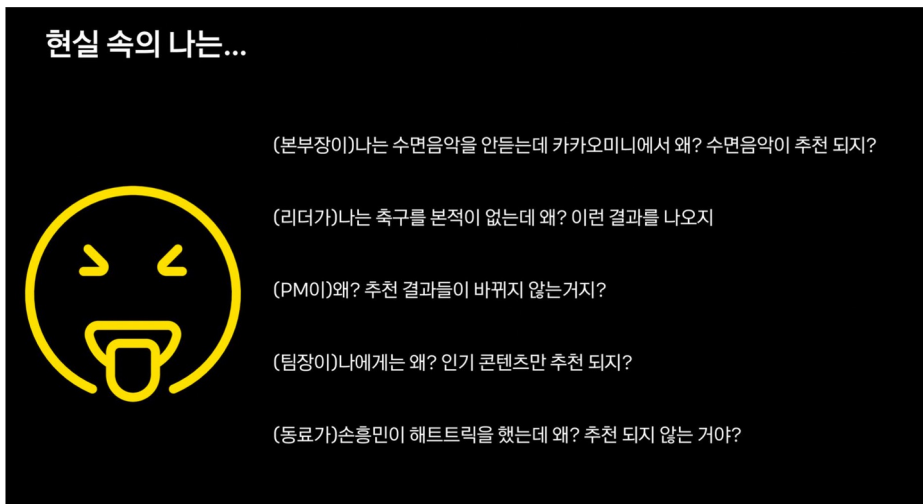 현실 속의 나는...
(본부장이)나는 수면음악을 안듣는데 카카오미니에서 왜? 수면음악이 추천 되지?
(리더가)나는 축구를 본적이 없는데 왜? 이런 결과를 나오지
(PM이)왜? 추천 결과들이 바뀌지 않는거지?
(팀장이)나에게는 왜? 인기 콘텐츠만 추천 되지?
(동료가)손흥민이 해트트릭을 했는데 왜? 추천 되지 않는 거야?